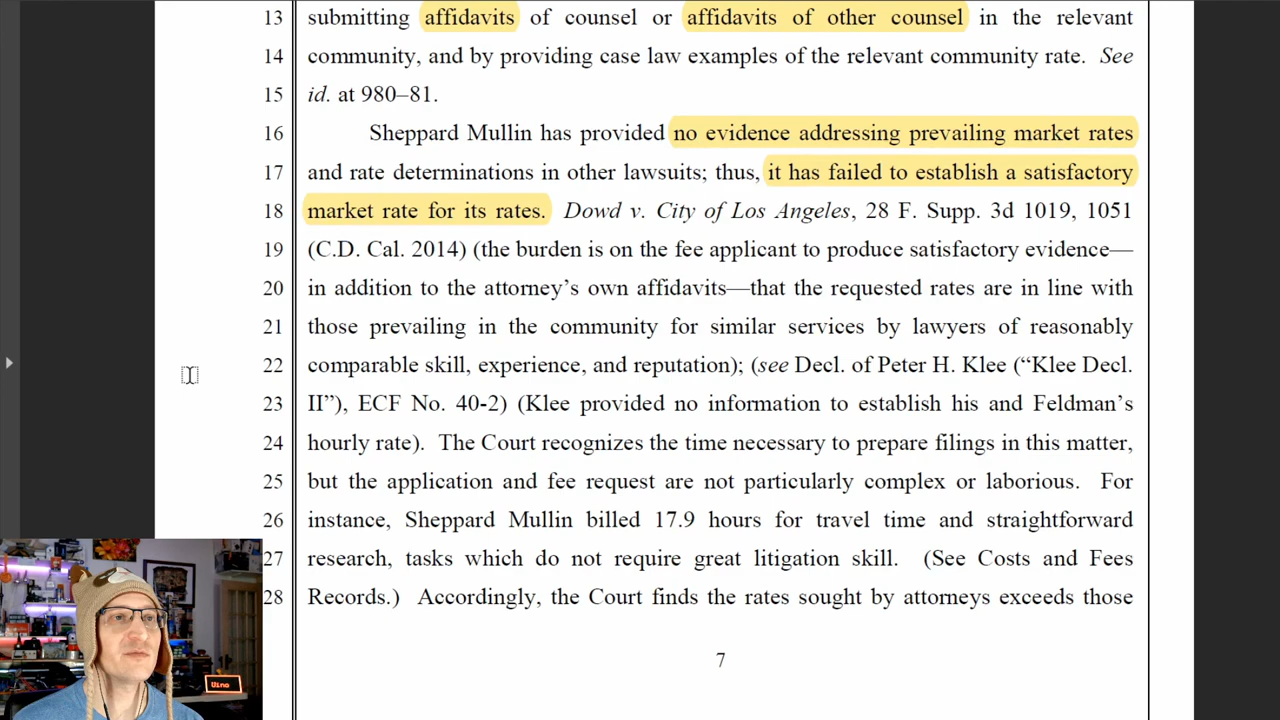 13 submitting affidavits of counsel or affidavits of other counsel in the relevant
14 community, and by providing case law examples of the relevant community rate. See
15 id. at 980–81.
16 Sheppard Mullin has provided no evidence addressing prevailing market rates
17 and rate determinations in other lawsuits; thus, it has failed to establish a satisfactory
18 market rate for its rates. Dowd v. City of Los Angeles, 28 F. Supp. 3d 1019, 1051
19 (C.D. Cal. 2014) (the burden is on the fee applicant to produce satisfactory evidence—
20 in addition to the attorney’s own affidavits—that the requested rates are in line with
21 those prevailing in the community for similar services by lawyers of reasonably
22 comparable skill, experience, and reputation); (see Decl. of Peter H. Klee (“Klee Decl.
23 II”), ECF No. 40-2) (Klee provided no information to establish his and Feldman’s
24 hourly rate). The Court recognizes the time necessary to prepare filings in this matter,
25 but the application and fee request are not particularly complex or laborious. For
26 instance, Sheppard Mullin billed 17.9 hours for travel time and straightforward
27 research, tasks which do not require great litigation skill. (See Costs and Fees
28 Records.) Accordingly, the Court finds the rates sought by attorneys exceeds those
7